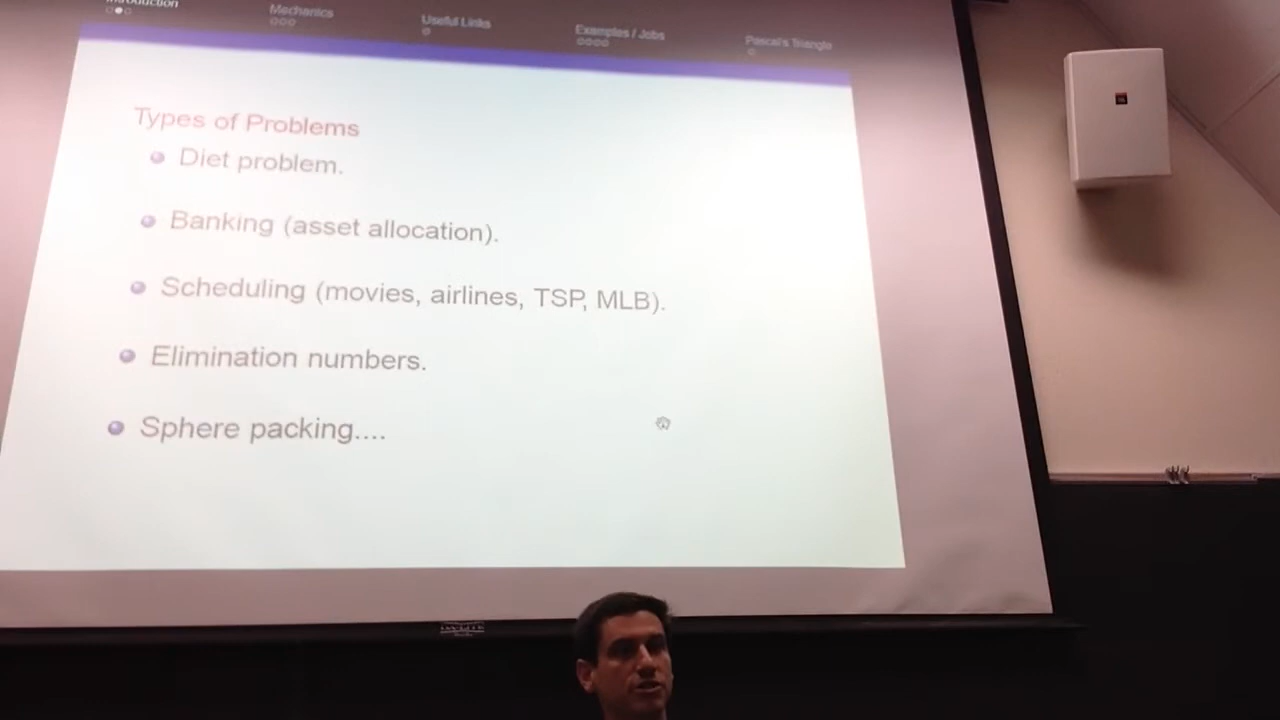 Introduction
Mechanics
Useful Links
Examples / Jobs
Pascal's Triangle
Types of Problems
Diet problem.
Banking (asset allocation).
Scheduling (movies, airlines, TSP, MLB).
Elimination numbers.
Sphere packing....